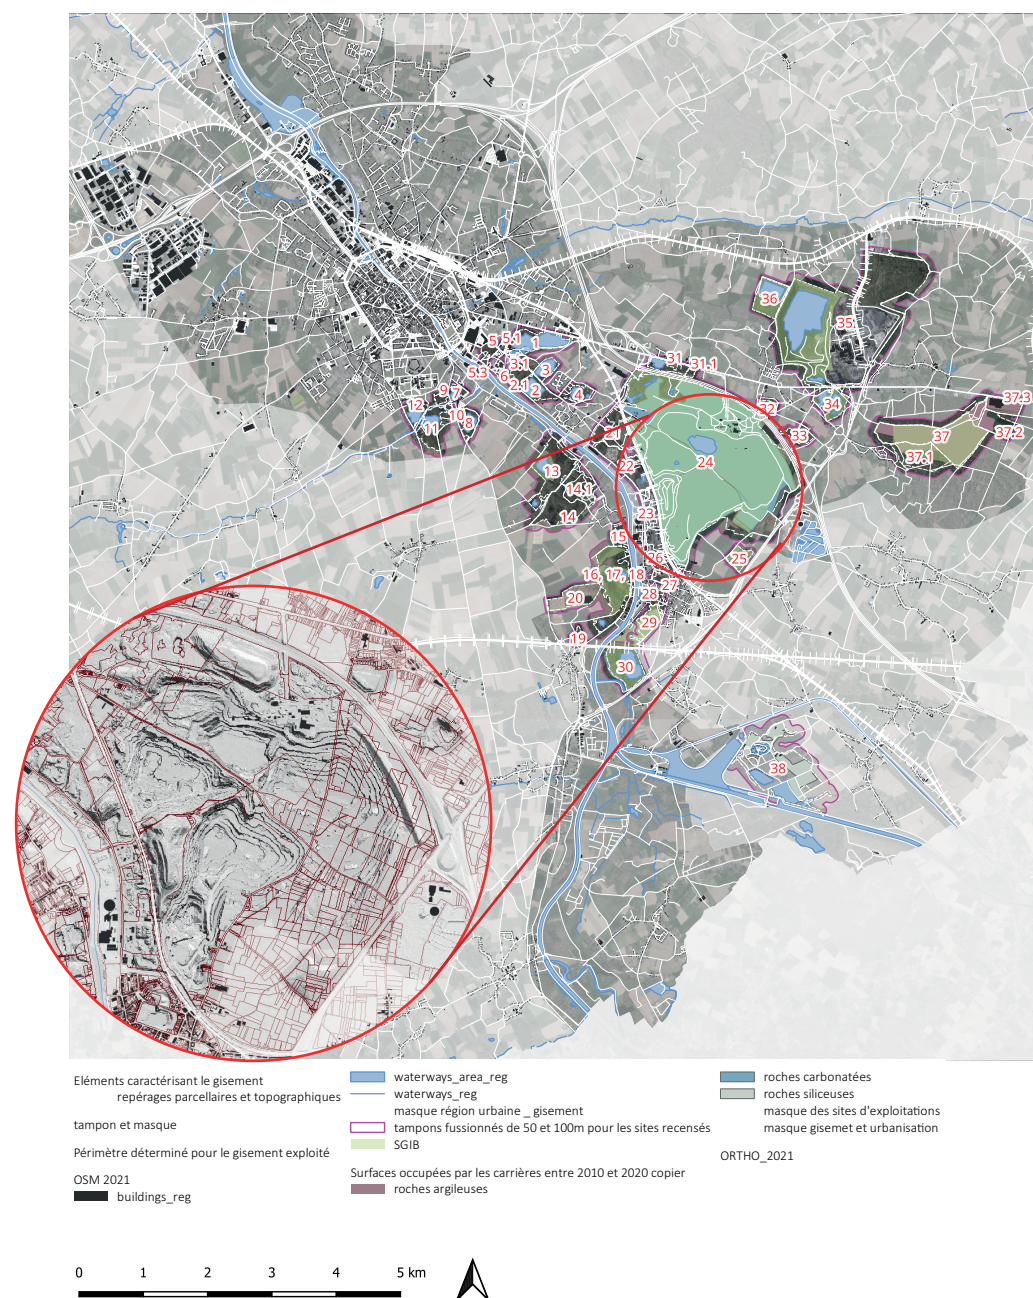 36
35
5
5.1
1
31
31.1
3.1
3
5.3
6
2.1
2
4
9
7
12
10
11
8
32
34
37.3
37
37.2
37.1
33
21
22
24
13
14.1
14
23
15
26
25
16,
17,
18
27
20
28
29
19
30
38
Eléments caractérisant le gisement
repérages parcellaires et topographiques
tampon et masque
Périmètre déterminé pour le gisement exploité
OSM 2021
buildings_reg
waterways_area_reg
waterways_reg
masque région urbaine _ gisement
tampons fussionnés de 50 et 100m pour les sites recensés
SGIB
Surfaces occupées par les carrières entre 2010 et 2020 copier
roches argileuses
roches carbonatées
roches siliceuses
masque des sites d'exploitations
masque gisemet et urbanisation
ORTHO_2021
0 1 2 3 4 5 km